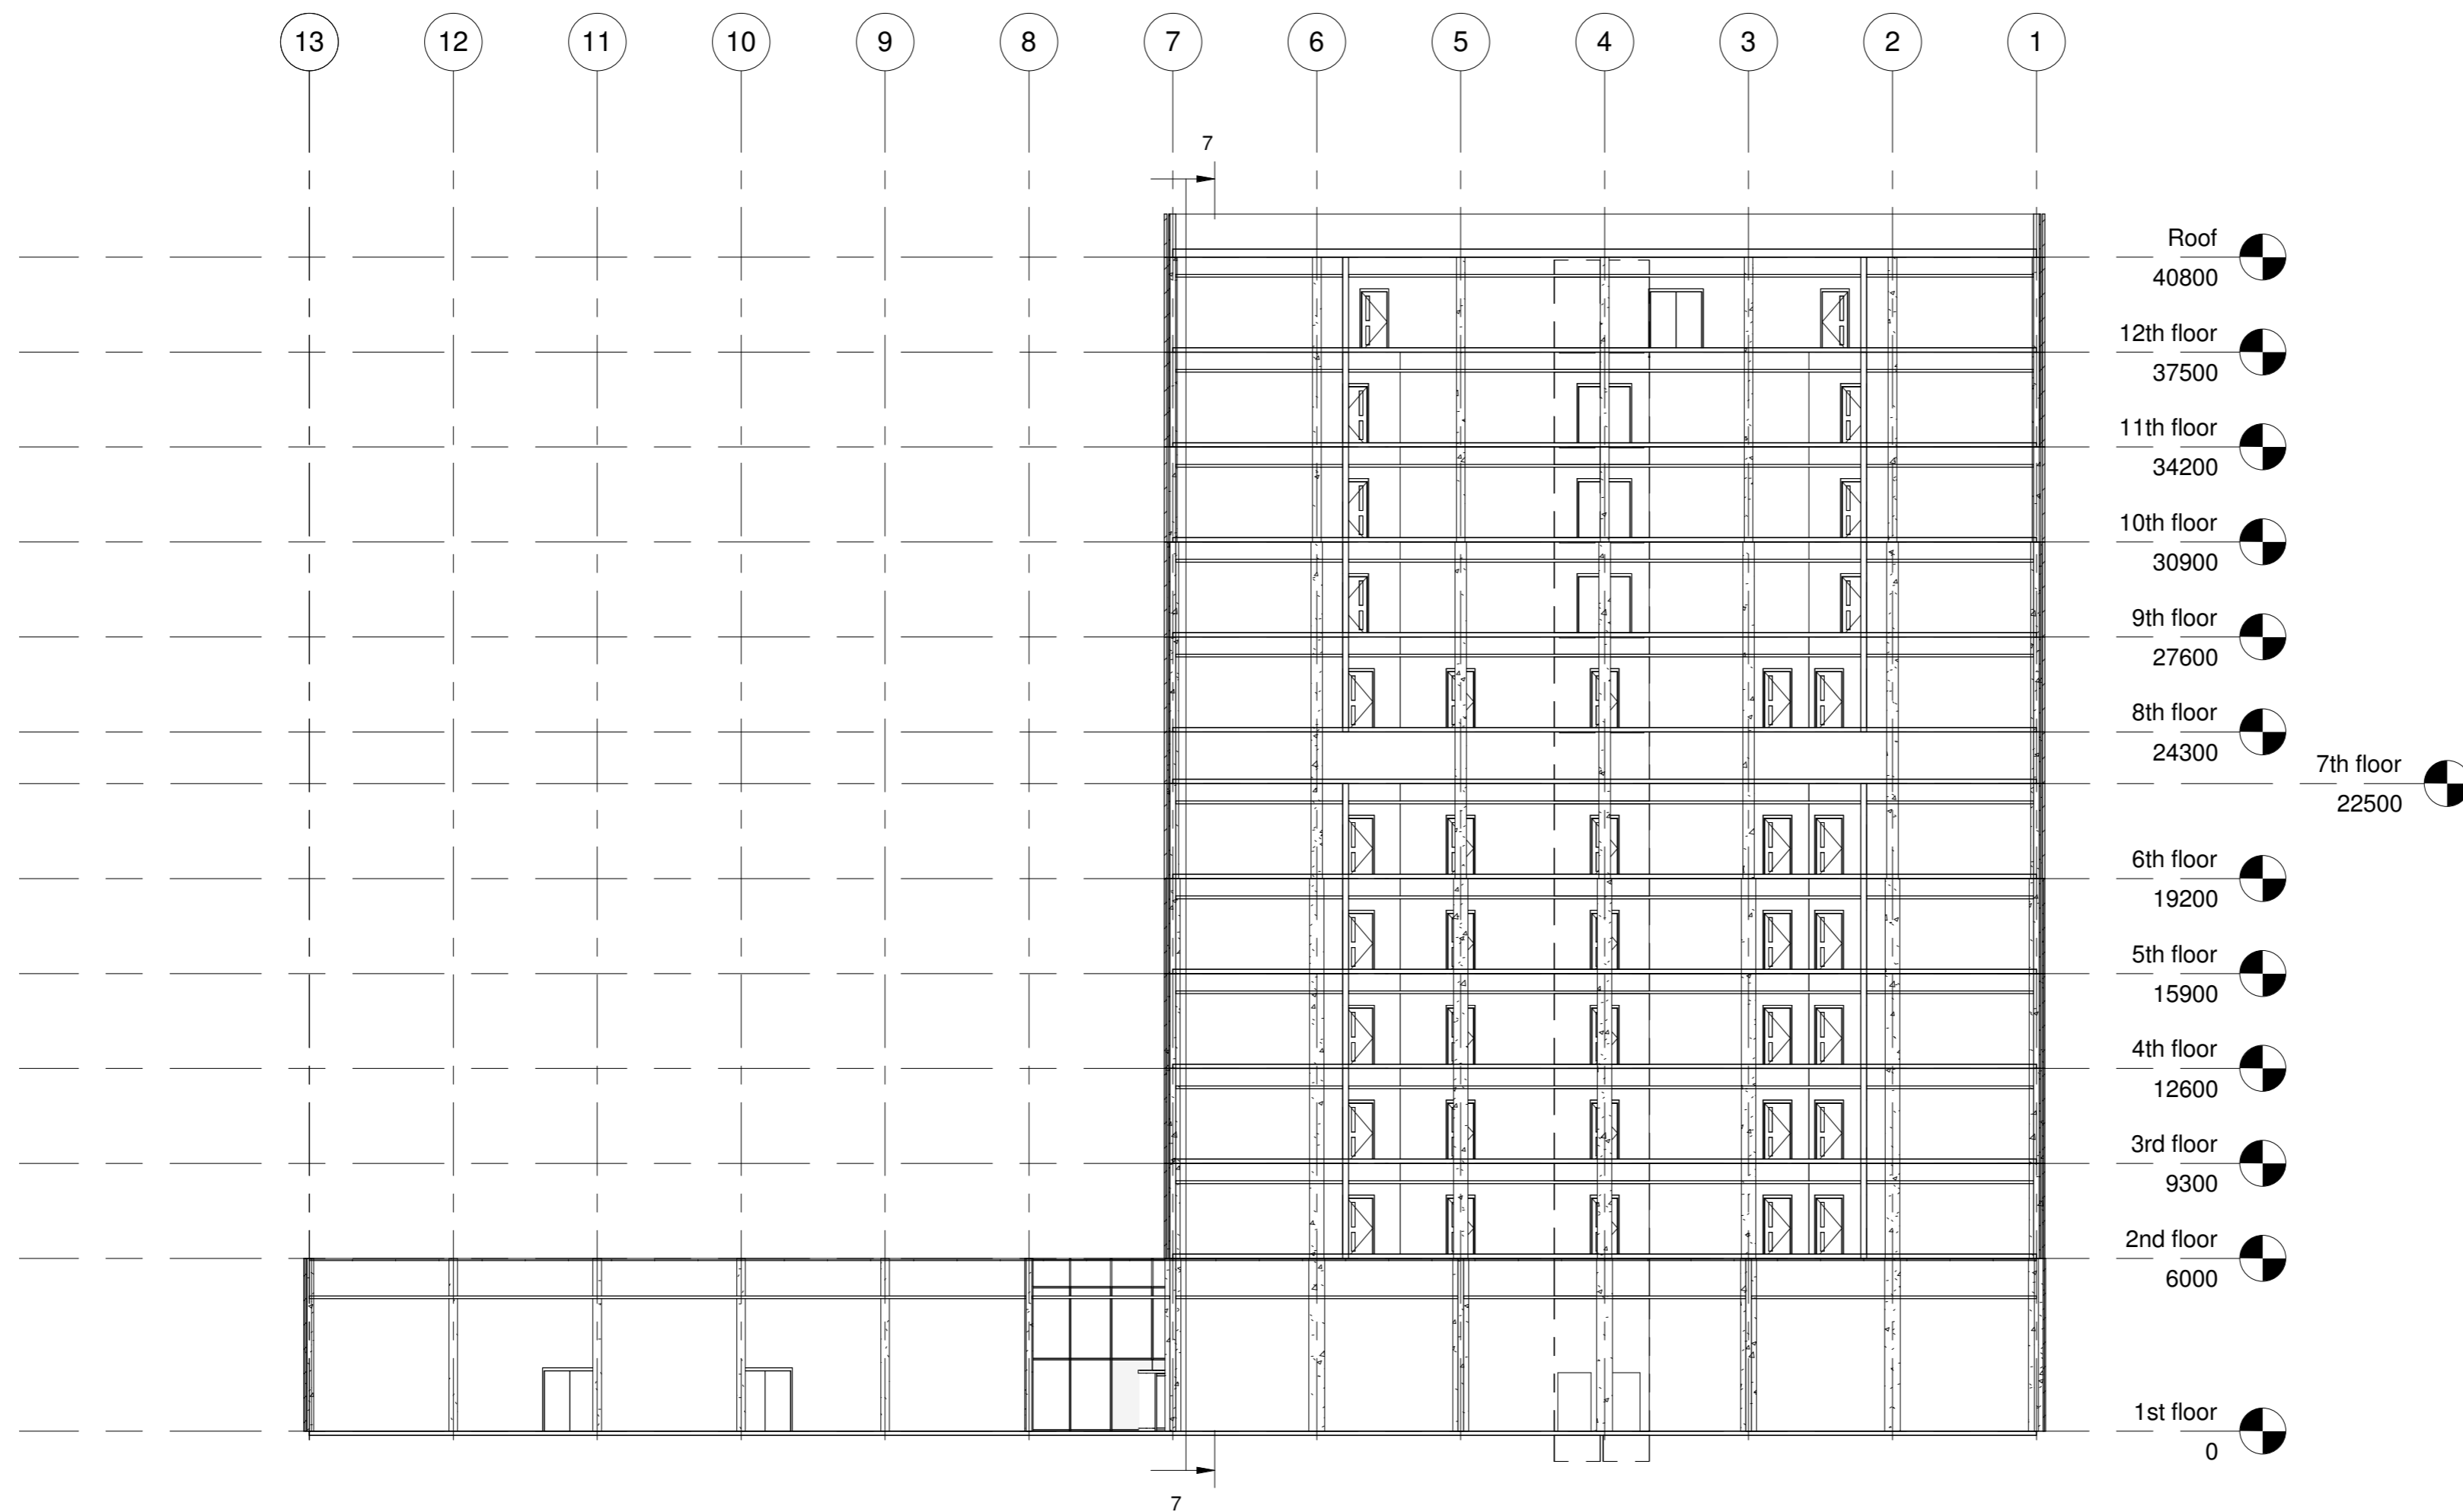 13 12 11 10 9 8 7 6 5 4 3 2 1
7
Roof
40800
12th floor
37500
11th floor
34200
10th floor
30900
9th floor
27600
8th floor
24300
7th floor
22500
6th floor
19200
5th floor
15900
4th floor
12600
3rd floor
9300
2nd floor
6000
1st floor
0
7